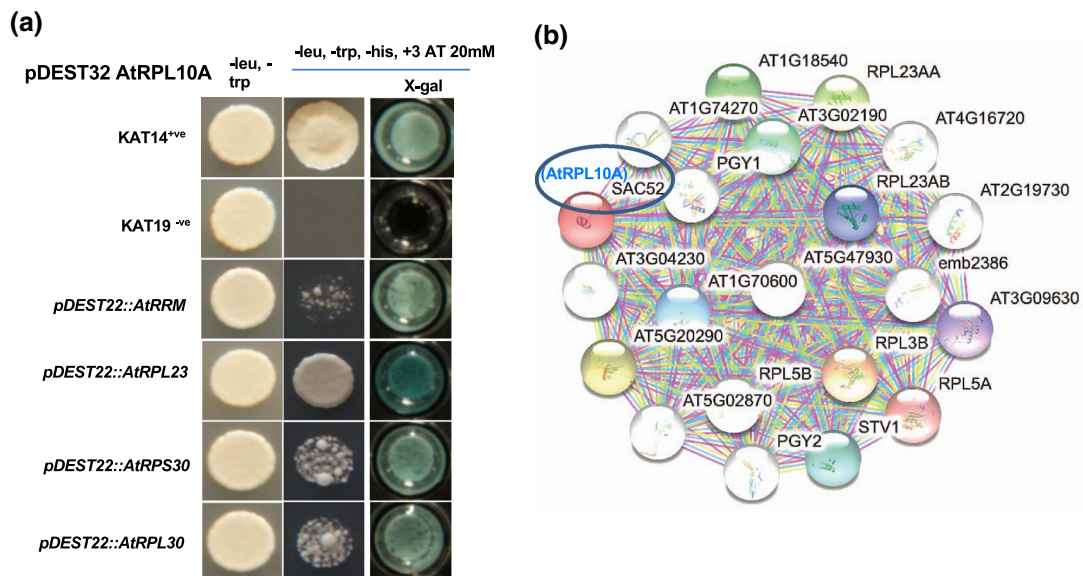 (a)
pDEST32 AtRPL10A
-leu, -
trp
-leu, -trp, -his, +3 AT 20mM
X-gal
KAT14+ve
KAT19 -ve
pDEST22::AtRRM
pDEST22::AtRPL23
pDEST22::AtRPS30
pDEST22::AtRPL30
(b)
AT1G18540
RPL23AA
AT1G74270
AT3G02190
AT4G16720
(AtRPL10A)
PGY1
SAC52
RPL23AB
AT2G19730
AT3G04230
AT5G47930
emb2386
AT1G70600
AT3G09630
AT5G20290
RPL3B
RPL5B
RPL5A
AT5G02870
STV1
PGY2